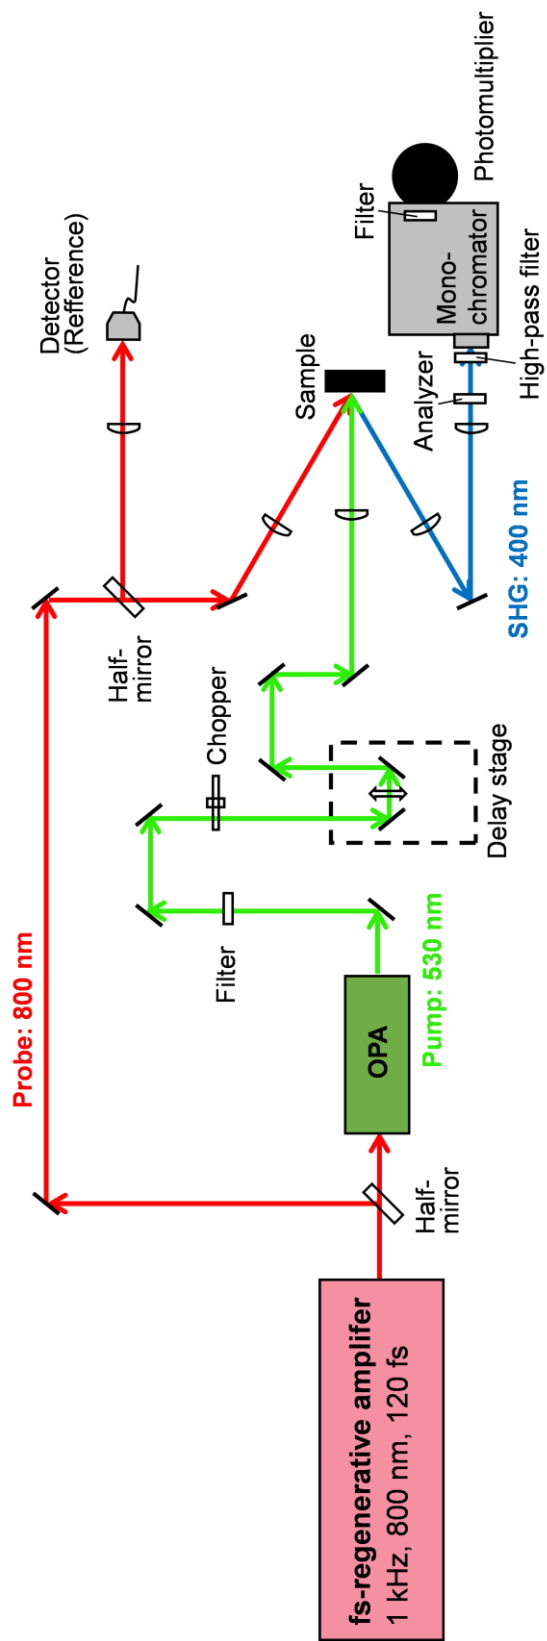 fs-regenerative amplifer
1 kHz, 800 nm, 120 fs
Half-
mirror
Probe: 800 nm
OPA
Pump: 530 nm
Filter
Chopper
Delay stage
Half-
mirror
Detector
(Refference)
Sample
SHG: 400 nm
Analyzer
High-pass filter
Mono-
chromator
Filter
Photomultiplier